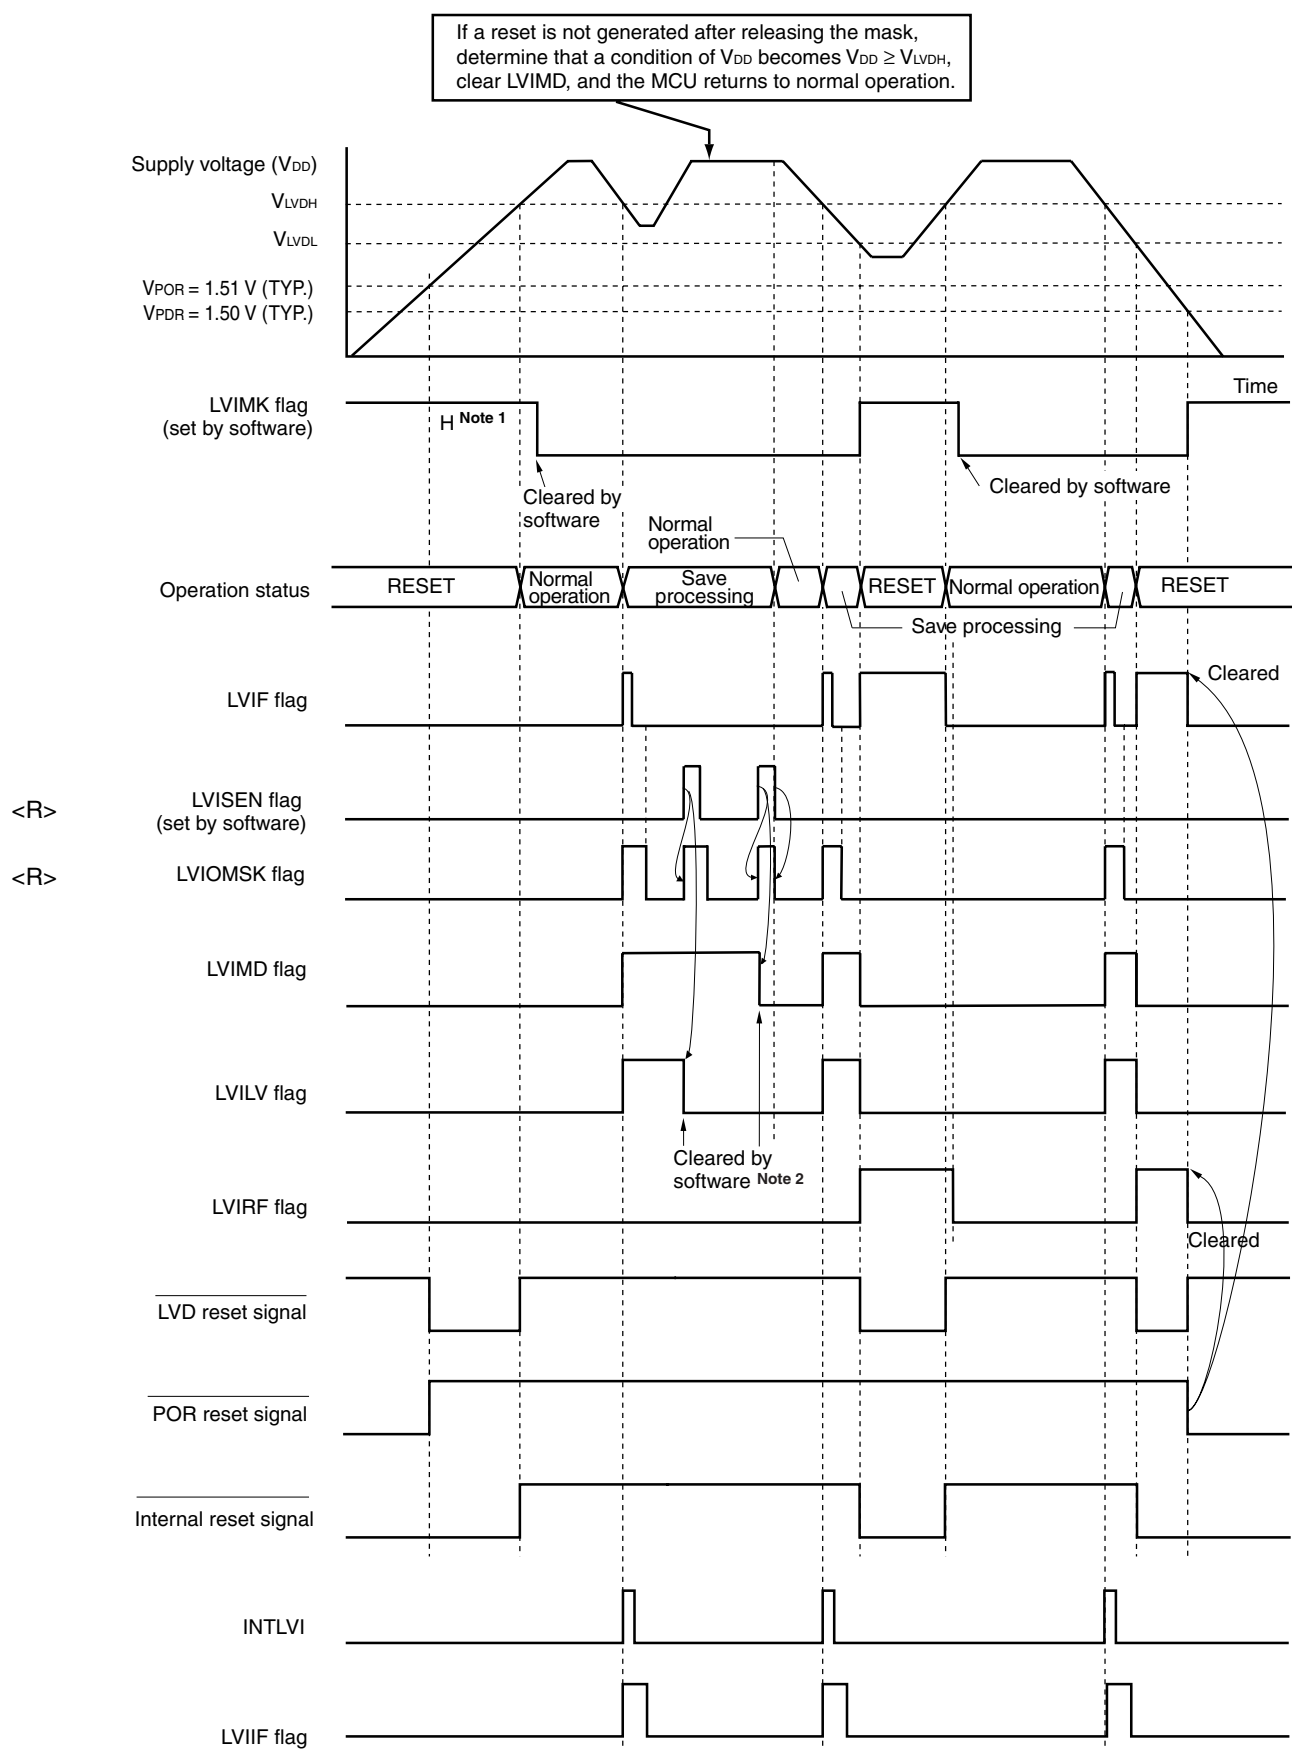 If a reset is not generated after releasing the mask,
determine that a condition of VDD becomes VDD ≥ VLVDH,
clear LVIMD, and the MCU returns to normal operation.
Supply voltage (VDD)
VLVDH
VLVDL
VPOR = 1.51 V (TYP.)
VPDR = 1.50 V (TYP.)
Time
LVIMK flag
(set by software)
H Note 1
Cleared by
software
Cleared by software
Normal
operation
Operation status
RESET
Normal
operation
Save
processing
RESET
Normal operation
RESET
Save processing
LVIF flag
Cleared
<R>
LVISEN flag
(set by software)
<R>
LVIOMSK flag
LVIMD flag
LVILV flag
Cleared by
software Note 2
LVIRF flag
Cleared
LVD reset signal
POR reset signal
Internal reset signal
INTLVI
LVIIF flag